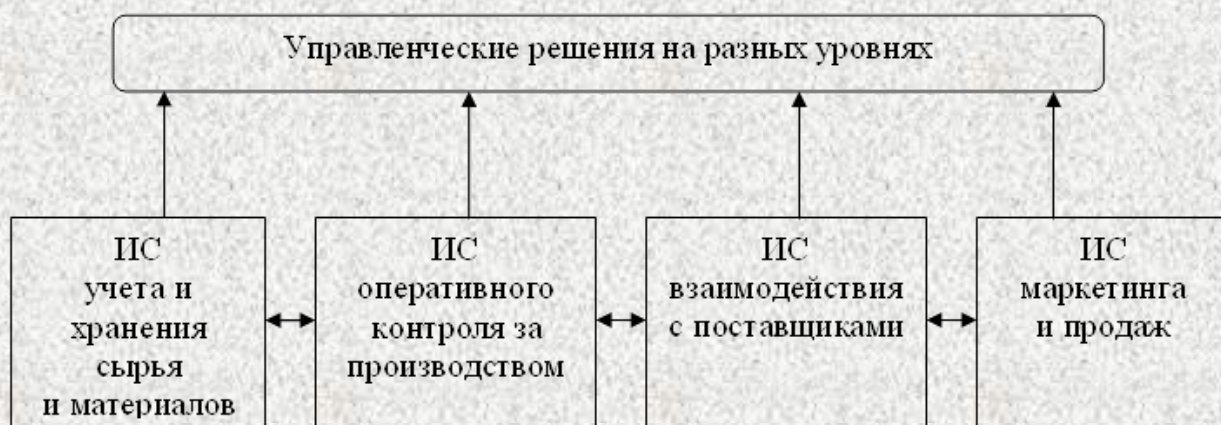 Управленческие решения на разных уровнях
ИС
учета и
хранения
сырья
и материалов
ИС
оперативного
контроля за
производством
ИС
взаимодействия
с поставщиками
ИС
маркетинга
и продаж